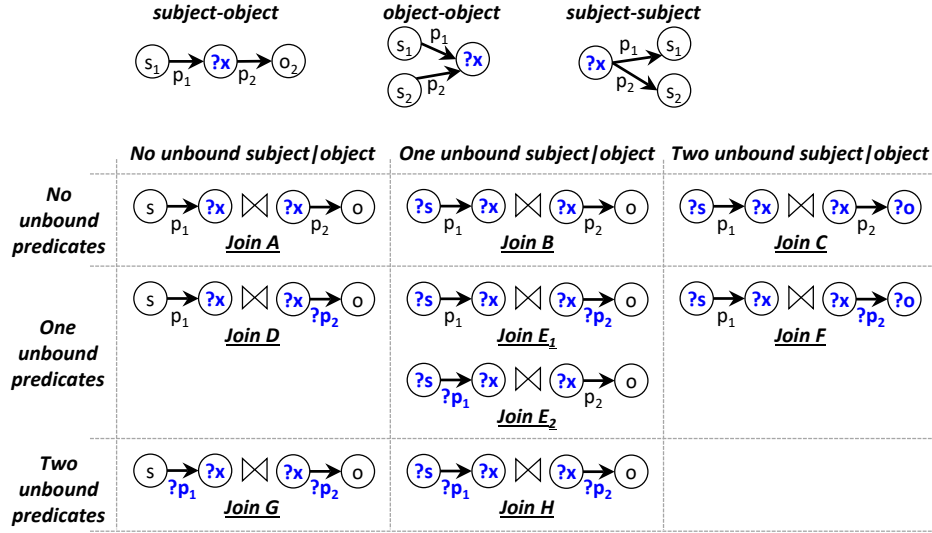 subject-object object-object subject-subject
s1 p1 ?x p2 o2
s1 p1 ?x s2 p2
?x p1 s1 p2 s2
No unbound subject|object One unbound subject|object Two unbound subject|object
No
unbound
predicates
s p1 ?x ⋈ ?x p2 o
Join A
?s p1 ?x ⋈ ?x p2 o
Join B
?s p1 ?x ⋈ ?x p2 ?o
Join C
One
unbound
predicates
s p1 ?x ⋈ ?x ?p2 o
Join D
?s p1 ?x ⋈ ?x ?p2 o
Join E1
?s p1 ?x ⋈ ?x ?p2 ?o
Join F
?s ?p1 ?x ⋈ ?x p2 o
Join E2
Two
unbound
predicates
s ?p1 ?x ⋈ ?x ?p2 o
Join G
?s ?p1 ?x ⋈ ?x ?p2 o
Join H